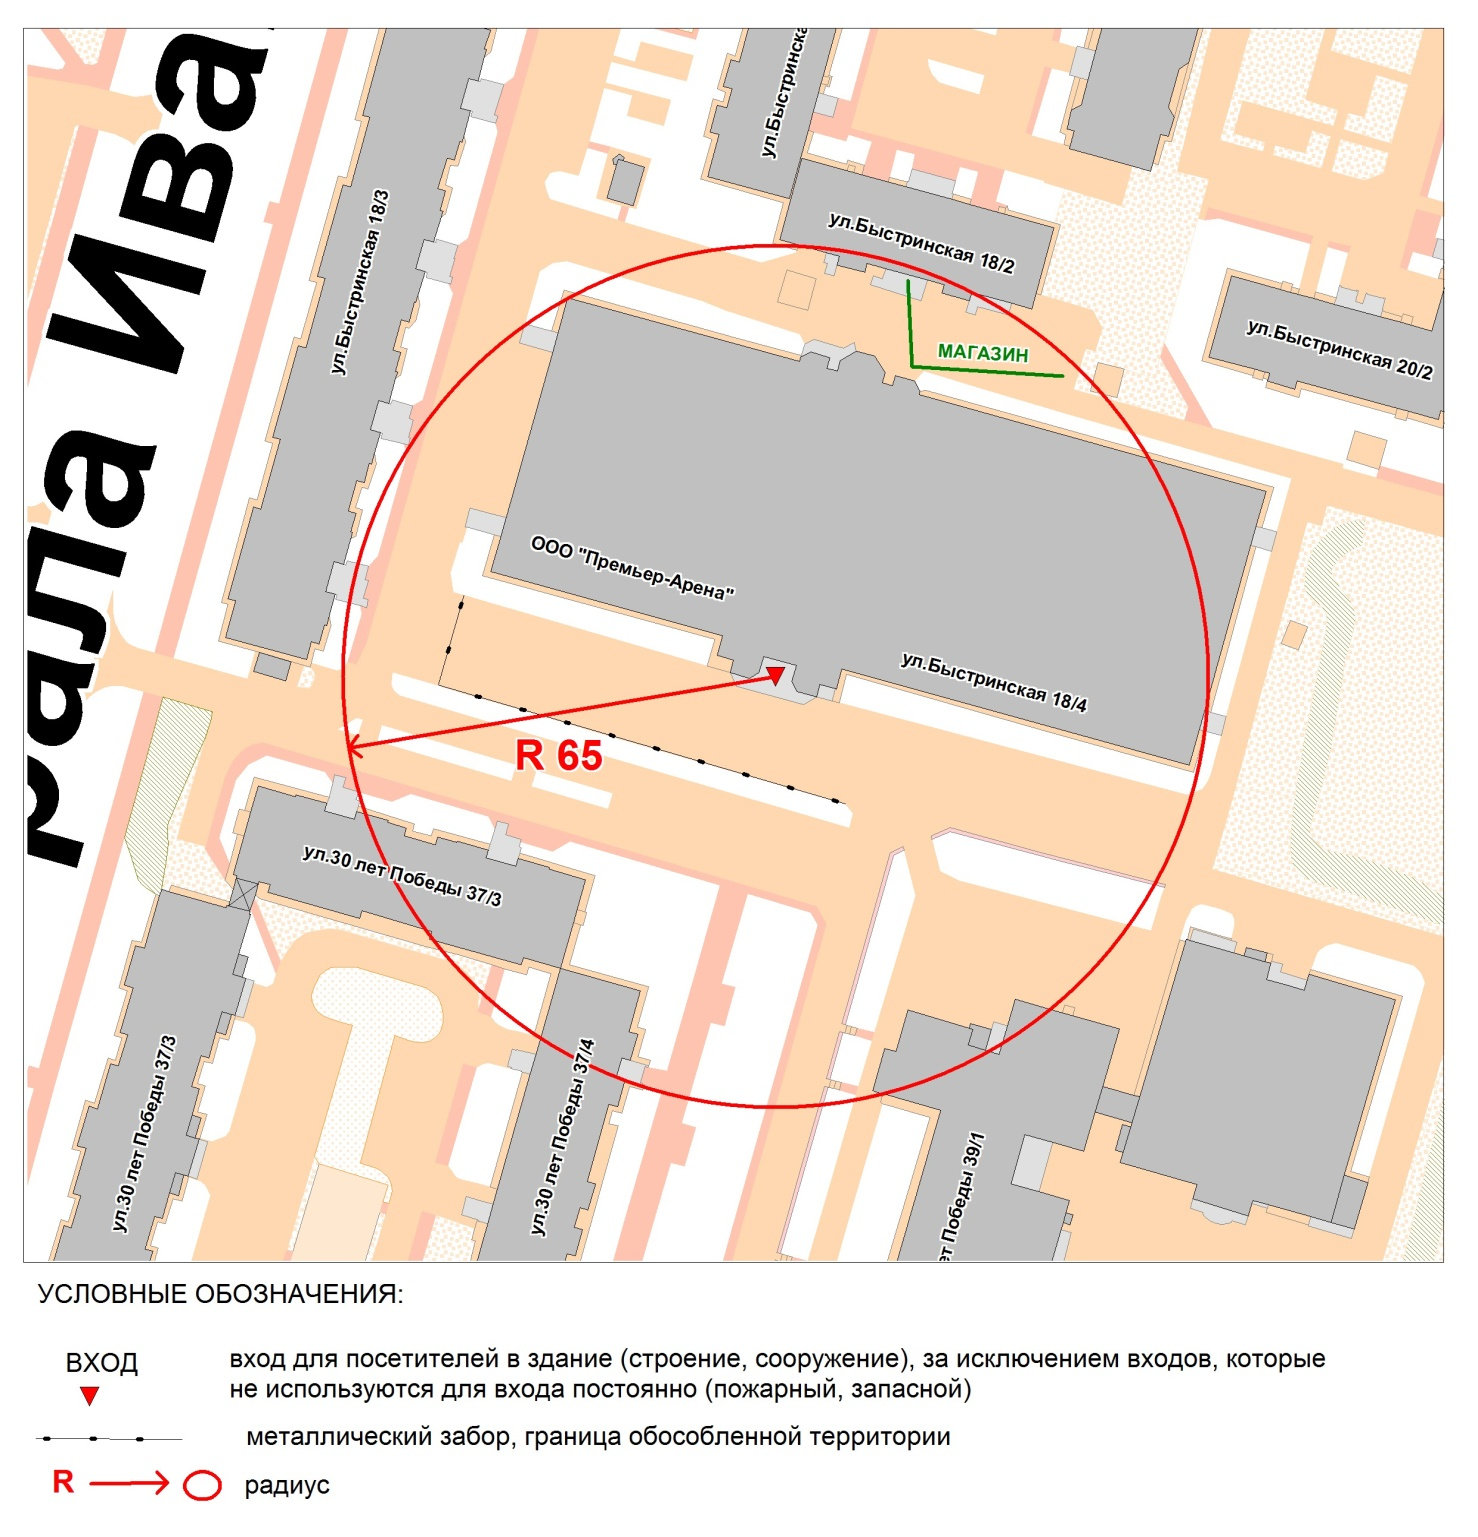 рала Ива
ул.Быстринская 18/3
ул.Быстринска
ул.Быстринская 18/2
ул.Быстринская 20/2
МАГАЗИН
ООО "Премьер-Арена"
ул.Быстринская 18/4
R 65
ул.30 лет Победы 37/3
ул.30 лет Победы 37/3
ул.30 лет Победы 37/4
ет Победы 39/1
УСЛОВНЫЕ ОБОЗНАЧЕНИЯ:
ВХОД
вход для посетителей в здание (строение, сооружение), за исключением входов, которые
не используются для входа постоянно (пожарный, запасной)
металлический забор, граница обособленной территории
R
радиус